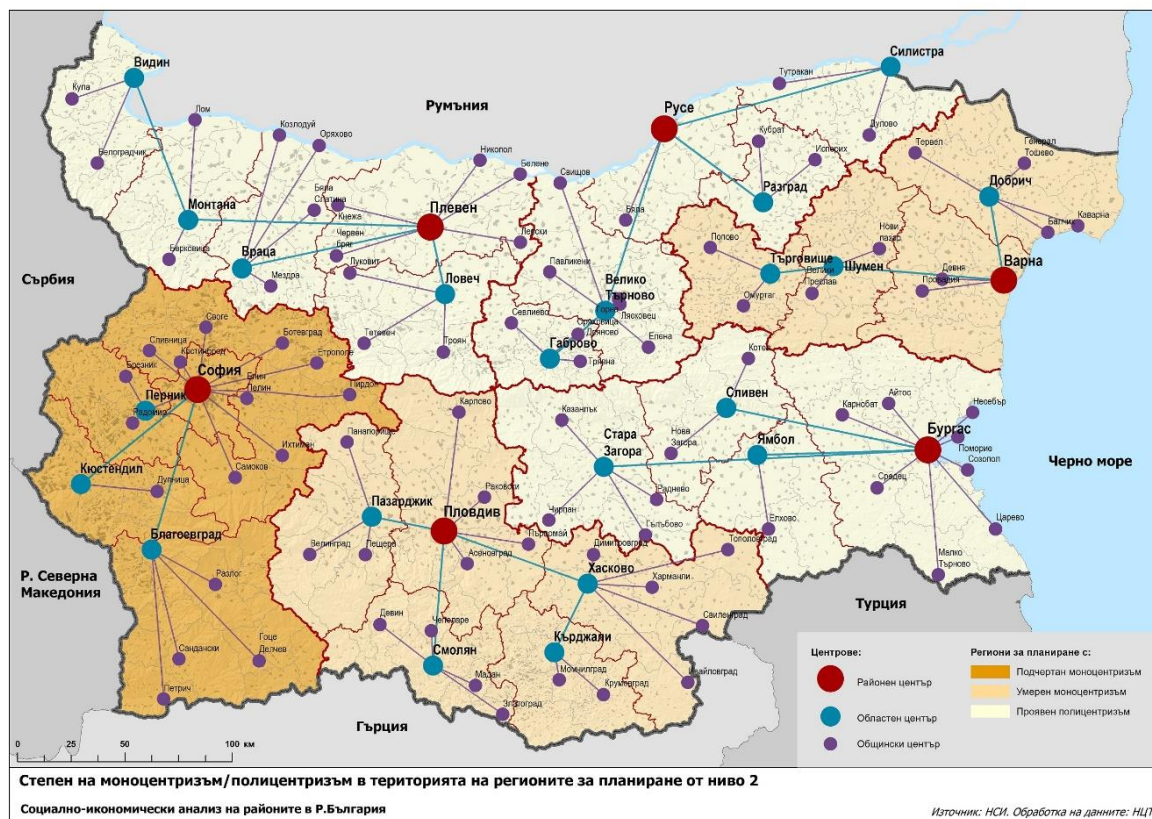 Видин
Силистра
Купа
Тутракан
Румъния
Русе
Лом
Козлодуй
Оряхово
Кубрат
Дулово
Генерал
Тошево
Тервел
Исперих
Белоградчик
Никопол
Белене
Свищов
Добрич
Разград
Бяла
Слатина
Монтана
Плевен
Бяла
Кнежа
Каварна
Балчик
Нови
пазар
Попово
Червен
бряг
Левски
Берковица
Враца
Луковит
Търговище
Шумен
Варна
Девня
Провадия
Велики
Преслав
Павликени
Велико
Търново
Мездра
Ловеч
Сърбия
Омуртаг
Горна
Оряховица
Лясковец
Севлиево
Дряново
Елена
Своге
Ботевград
Тетевен
Троян
Габрово
Трявна
Сливница
Костинброд
Етрополе
Котел
Брезник
София
Елин
Пелин
Пирдоп
Сливен
Несебър
Айтос
Карнобат
Перник
Радомир
Карлово
Казанлък
Нова
Загора
Ямбол
Бургас
Ихтиман
Панагюрище
Стара
Загора
Поморие
Созопол
Черно море
Кюстендил
Самоков
Дупница
Раковски
Раднево
Средец
Пазарджик
Пловдив
Чирпан
Царево
Благоевград
Гълъбово
Елхово
Първомай
Велинград
Пещера
Асеновград
Димитровград
Тополовград
Малко
Търново
Р. Северна
Македония
Разлог
Хасково
Харманли
Турция
Девин
Чепеларе
Свиленград
Гоце
Делчев
Сандански
Смолян
Кърджали
Момчилград
Ивайловград
Мадан
Крумовград
Петрич
Златоград
Гърция
Центрове:
Районен център
Областен център
Общински център
Региони за планиране с:
Подчертан моноцентризъм
Умерен моноцентризъм
Проявен полицентризъм
0 25 50 100 км
Степен на моноцентризъм/полицентризъм в територията на регионите за планиране от ниво 2
Социално-икономически анализ на районите в Р.България
Източник: НСИ. Обработка на данните: НЦТ